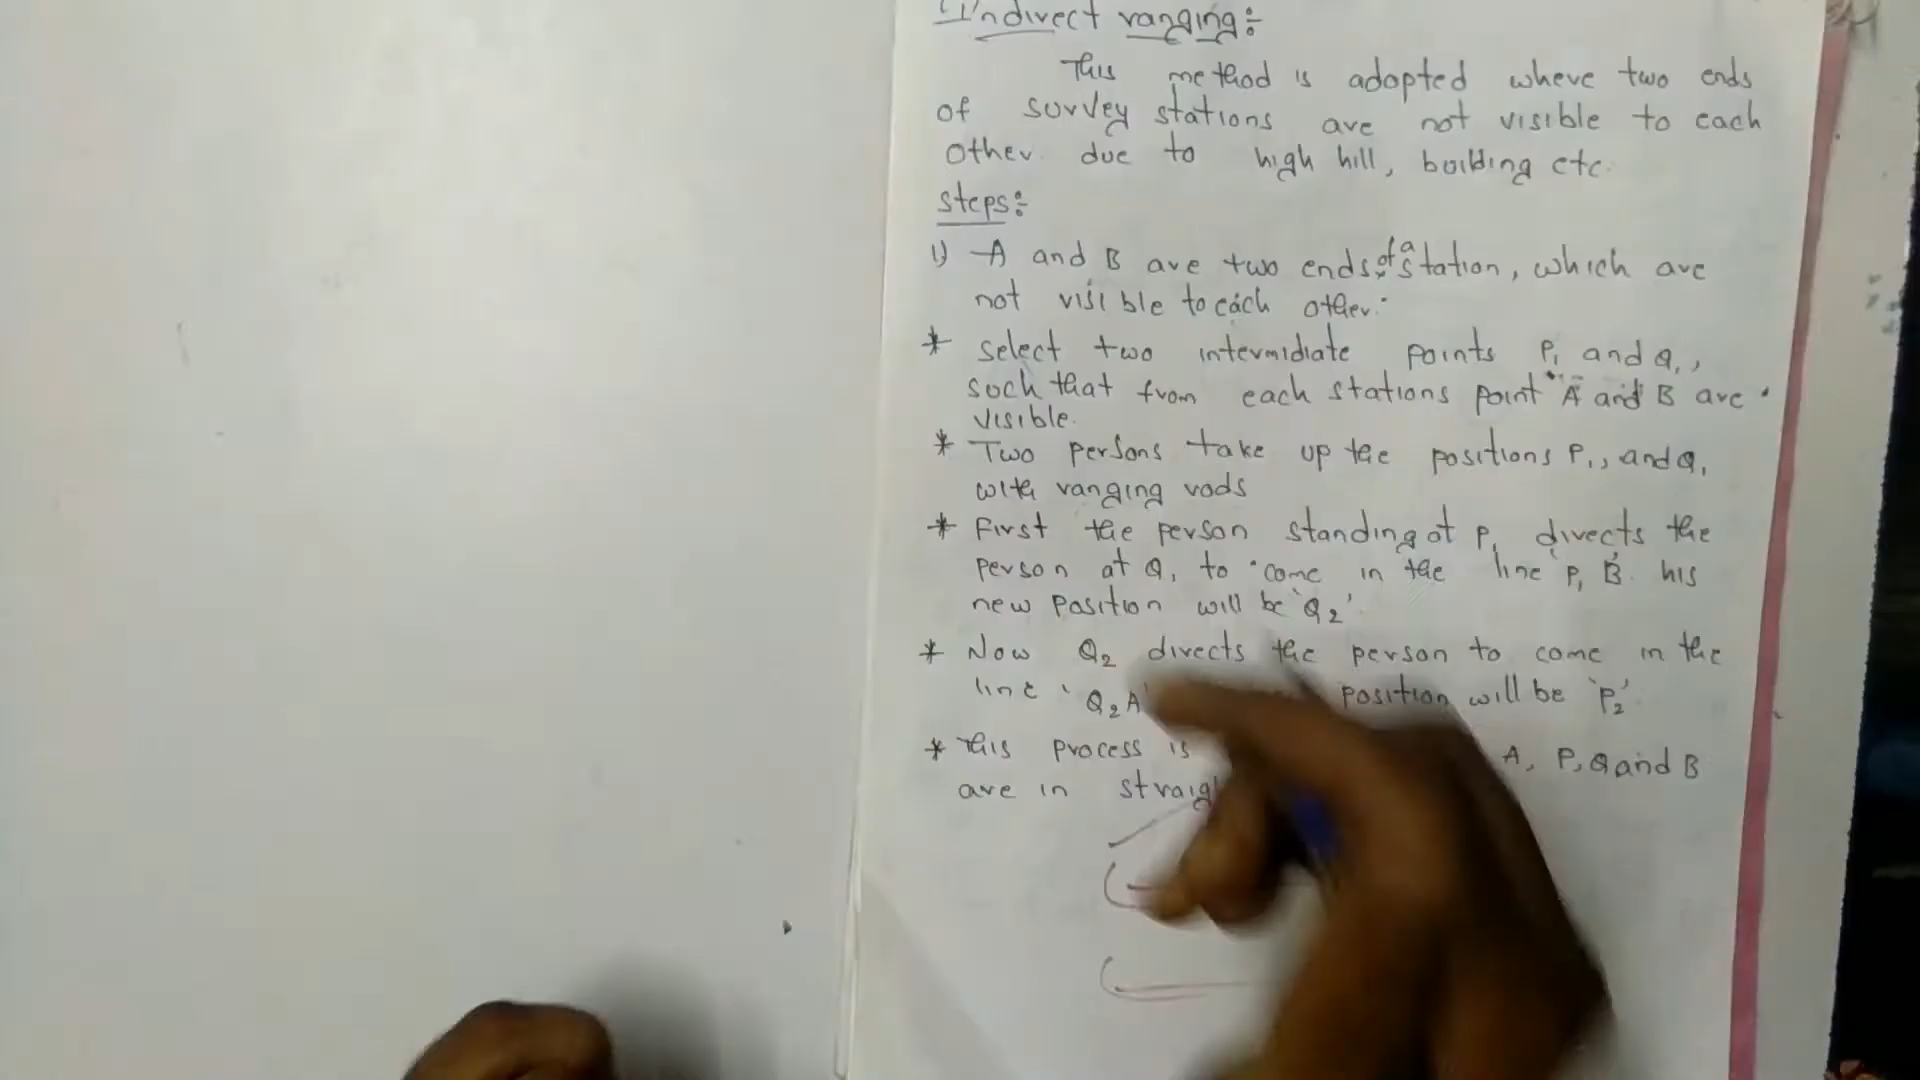 Indirect ranging:
This method is adopted where two ends
of survey stations are not visible to each
other due to high hill, building etc.
steps:
1) A and B are two ends of a station, which are
not visible to each other.
* select two intermidiate points P1 and Q1,
such that from each stations point A and B are
visible.
* Two persons take up the positions P1, and Q1
with ranging rods
* First the person standing at P1 directs the
person at Q1 to come in the line P1 B. his
new position will be 'Q2'.
* Now Q2 directs the person to come in the
line 'Q2A' position will be 'P2'
* This process is A, P, Q and B
are in